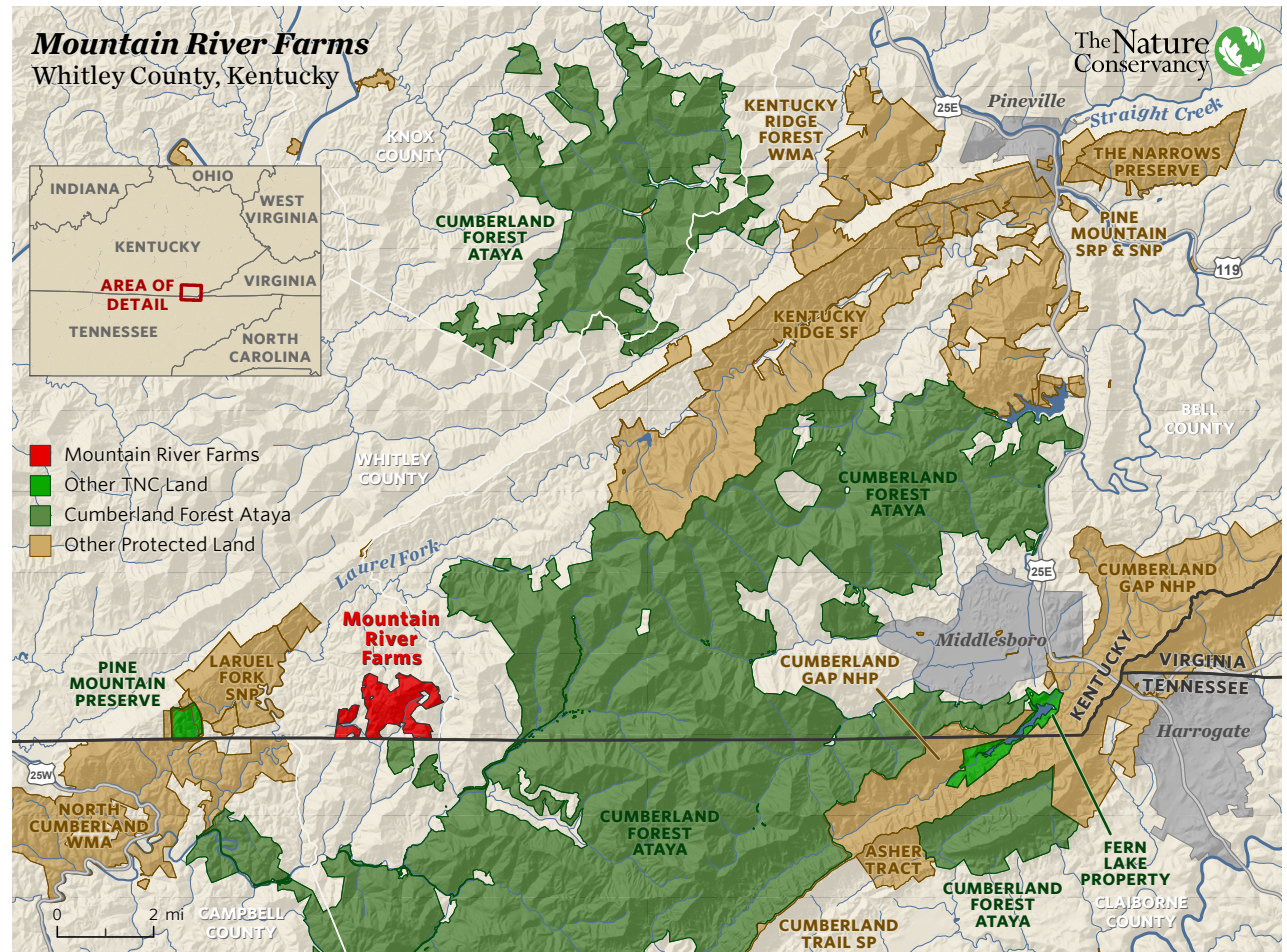 Mountain River Farms
Whitley County, Kentucky
The Nature
Conservancy
INDIANA
OHIO
WEST
VIRGINIA
KENTUCKY
VIRGINIA
AREA OF
DETAIL
TENNESSEE
NORTH
CAROLINA
Mountain River Farms
Other TNC Land
Cumberland Forest Ataya
Other Protected Land
KNOX
COUNTY
CUMBERLAND
FOREST
ATAYA
KENTUCKY
RIDGE
FOREST
WMA
25E
Pineville
Straight Creek
THE NARROWS
PRESERVE
PINE
MOUNTAIN
SRP & SNP
119
KENTUCKY
RIDGE SF
BELL
COUNTY
WHITLEY
COUNTY
CUMBERLAND
FOREST
ATAYA
Laurel Fork
25E
CUMBERLAND
GAP NHP
Mountain
River
Farms
PINE
MOUNTAIN
PRESERVE
LARUEL
FORK
SNP
Middlesboro
CUMBERLAND
GAP NHP
KENTUCKY
VIRGINIA
TENNESSEE
Harrogate
25W
NORTH
CUMBERLAND
WMA
CUMBERLAND
FOREST
ATAYA
ASHER
TRACT
FERN
LAKE
PROPERTY
CUMBERLAND
FOREST
ATAYA
CLAIBORNE
COUNTY
CUMBERLAND
TRAIL SP
CAMPBELL
COUNTY
0 2 mi